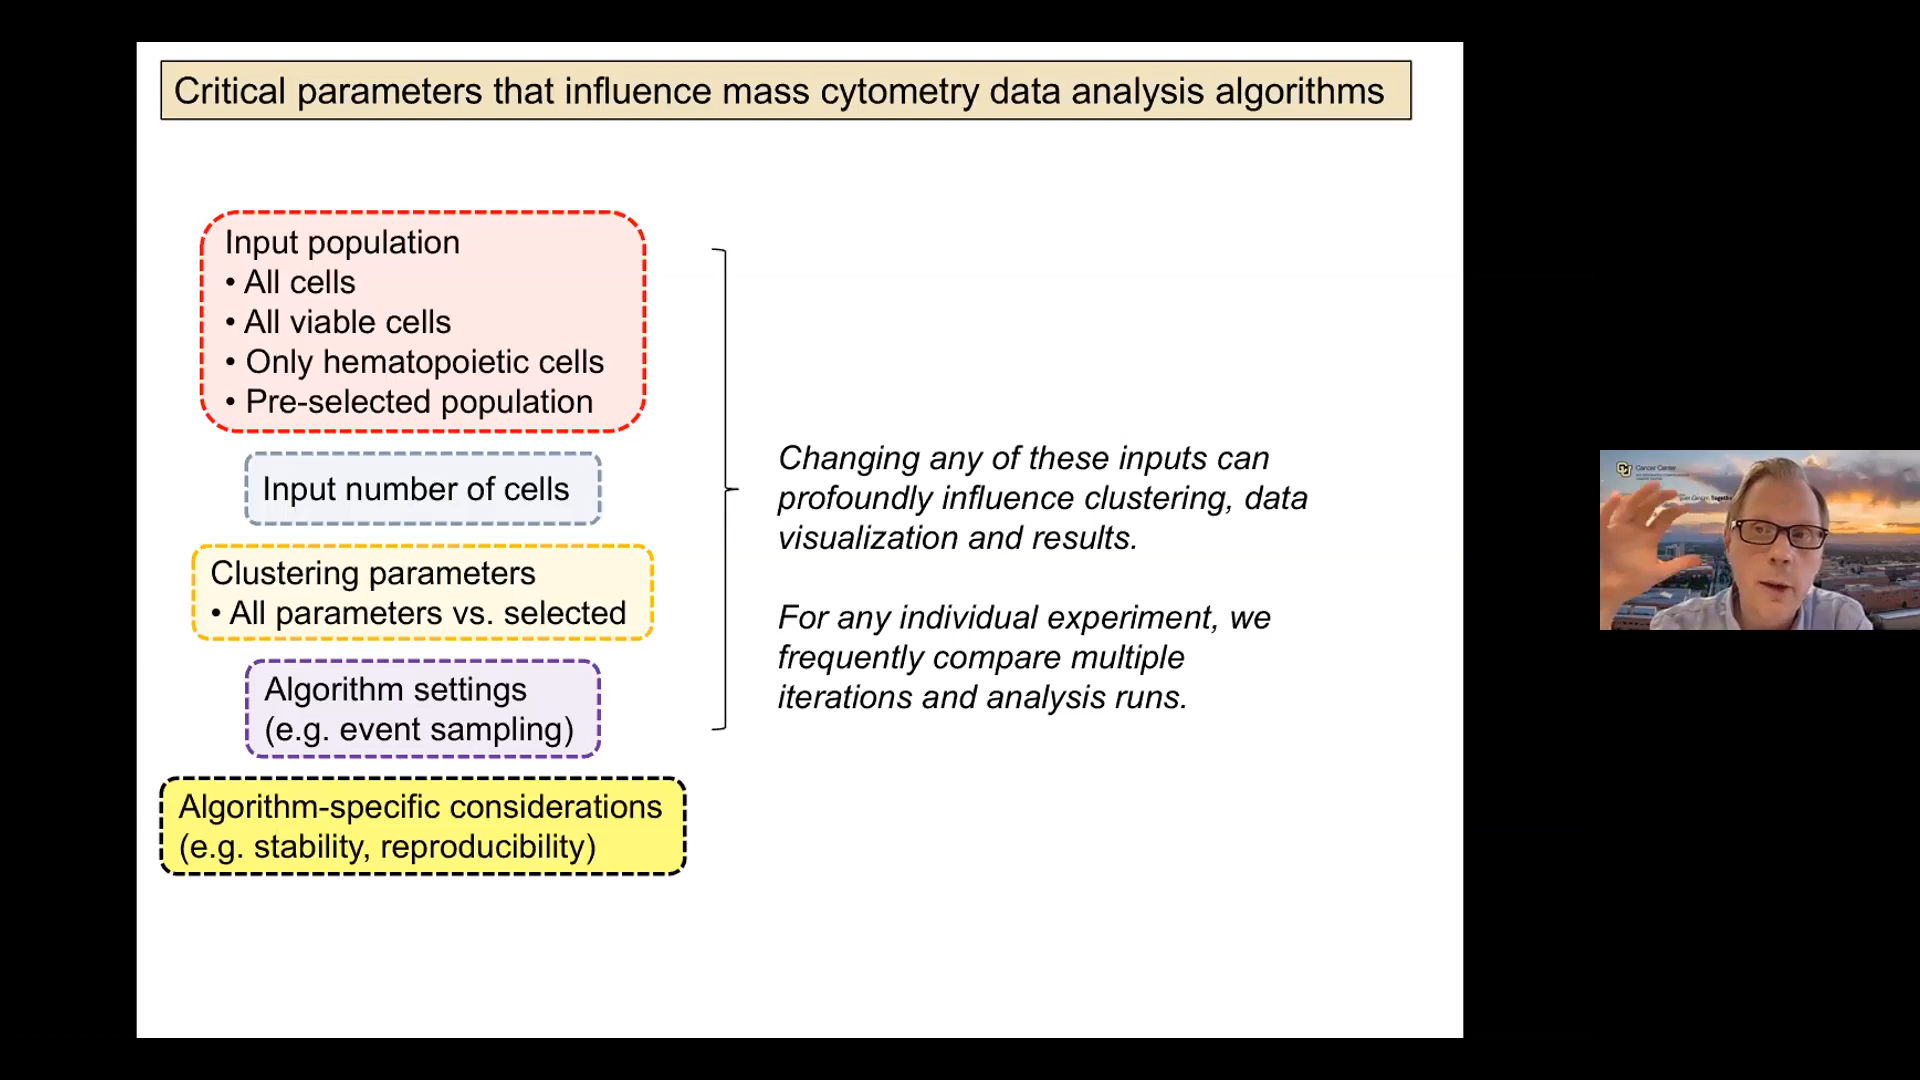 Critical parameters that influence mass cytometry data analysis algorithms
Input population
• All cells
• All viable cells
• Only hematopoietic cells
• Pre-selected population
Input number of cells
Clustering parameters
• All parameters vs. selected
Algorithm settings
(e.g. event sampling)
Algorithm-specific considerations
(e.g. stability, reproducibility)
Changing any of these inputs can
profoundly influence clustering, data
visualization and results.
For any individual experiment, we
frequently compare multiple
iterations and analysis runs.
Cancer Center